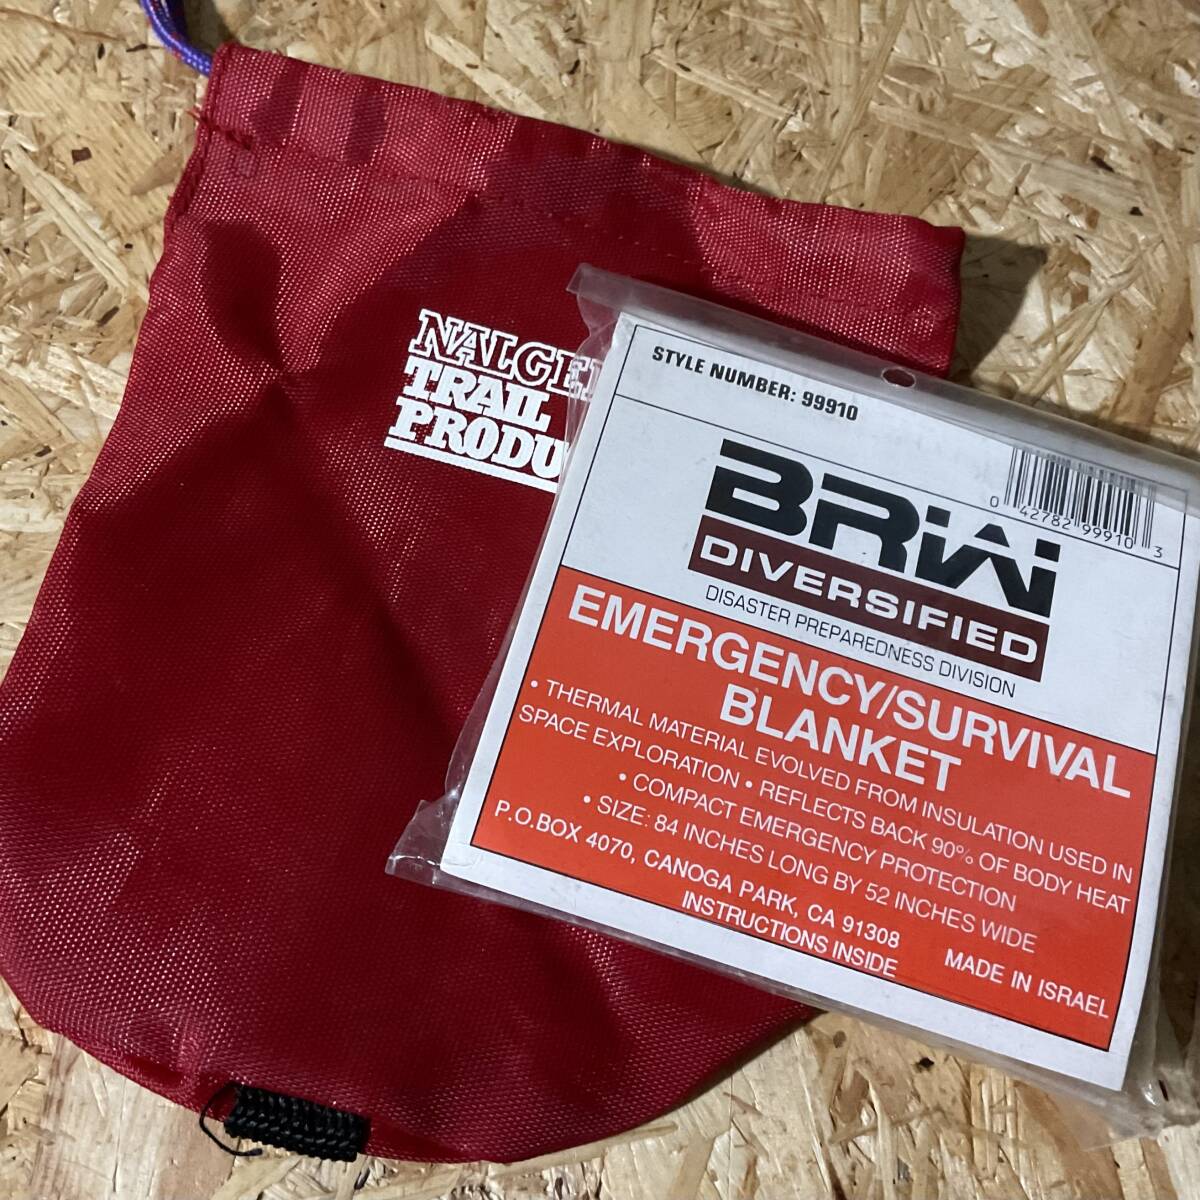 NALGE
TRAIL
PRODU
STYLE NUMBER: 99910
0 42782 99910 3
BRW
DIVERSIFIED
DISASTER PREPAREDNESS DIVISION
EMERGENCY/SURVIVAL
BLANKET
• THERMAL MATERIAL EVOLVED FROM INSULATION USED IN
SPACE EXPLORATION • REFLECTS BACK 90% OF BODY HEAT
• COMPACT EMERGENCY PROTECTION
• SIZE: 84 INCHES LONG BY 52 INCHES WIDE
P.O.BOX 4070, CANOGA PARK, CA 91308
INSTRUCTIONS INSIDE
MADE IN ISRAEL